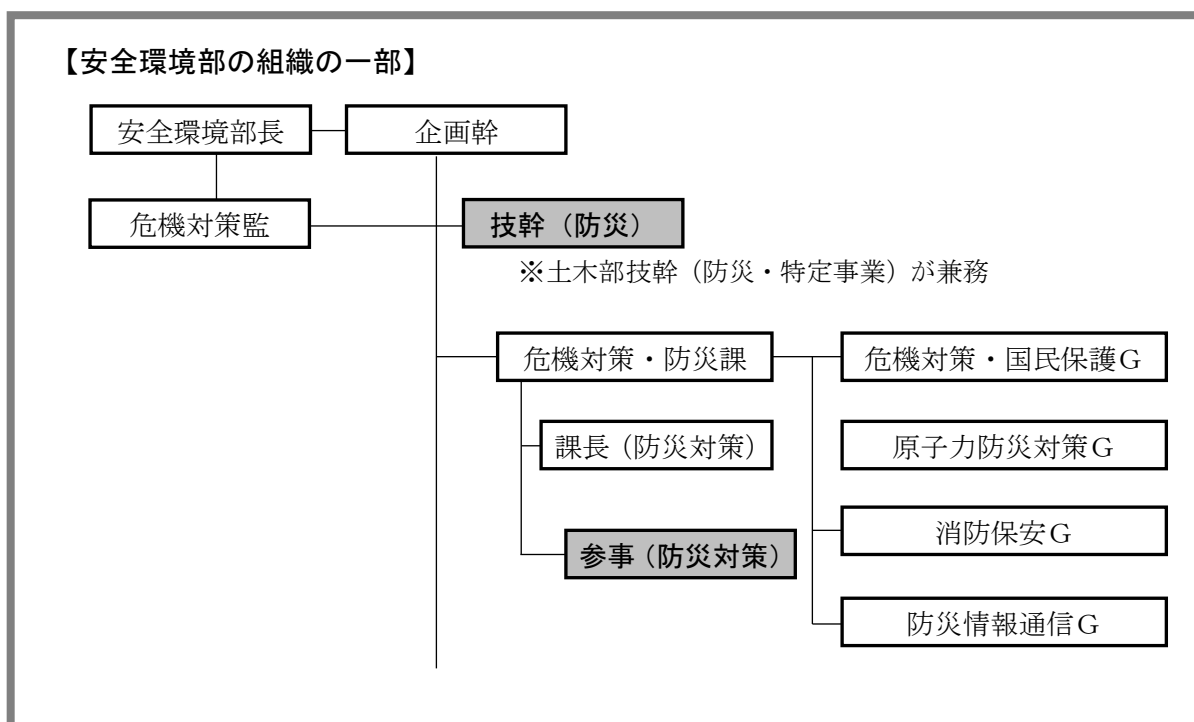 【安全環境部の組織の一部】
安全環境部長
企画幹
危機対策監
技幹（防災）
※土木部技幹（防災・特定事業）が兼務
危機対策・防災課
危機対策・国民保護G
課長（防災対策）
原子力防災対策G
消防保安G
参事（防災対策）
防災情報通信G